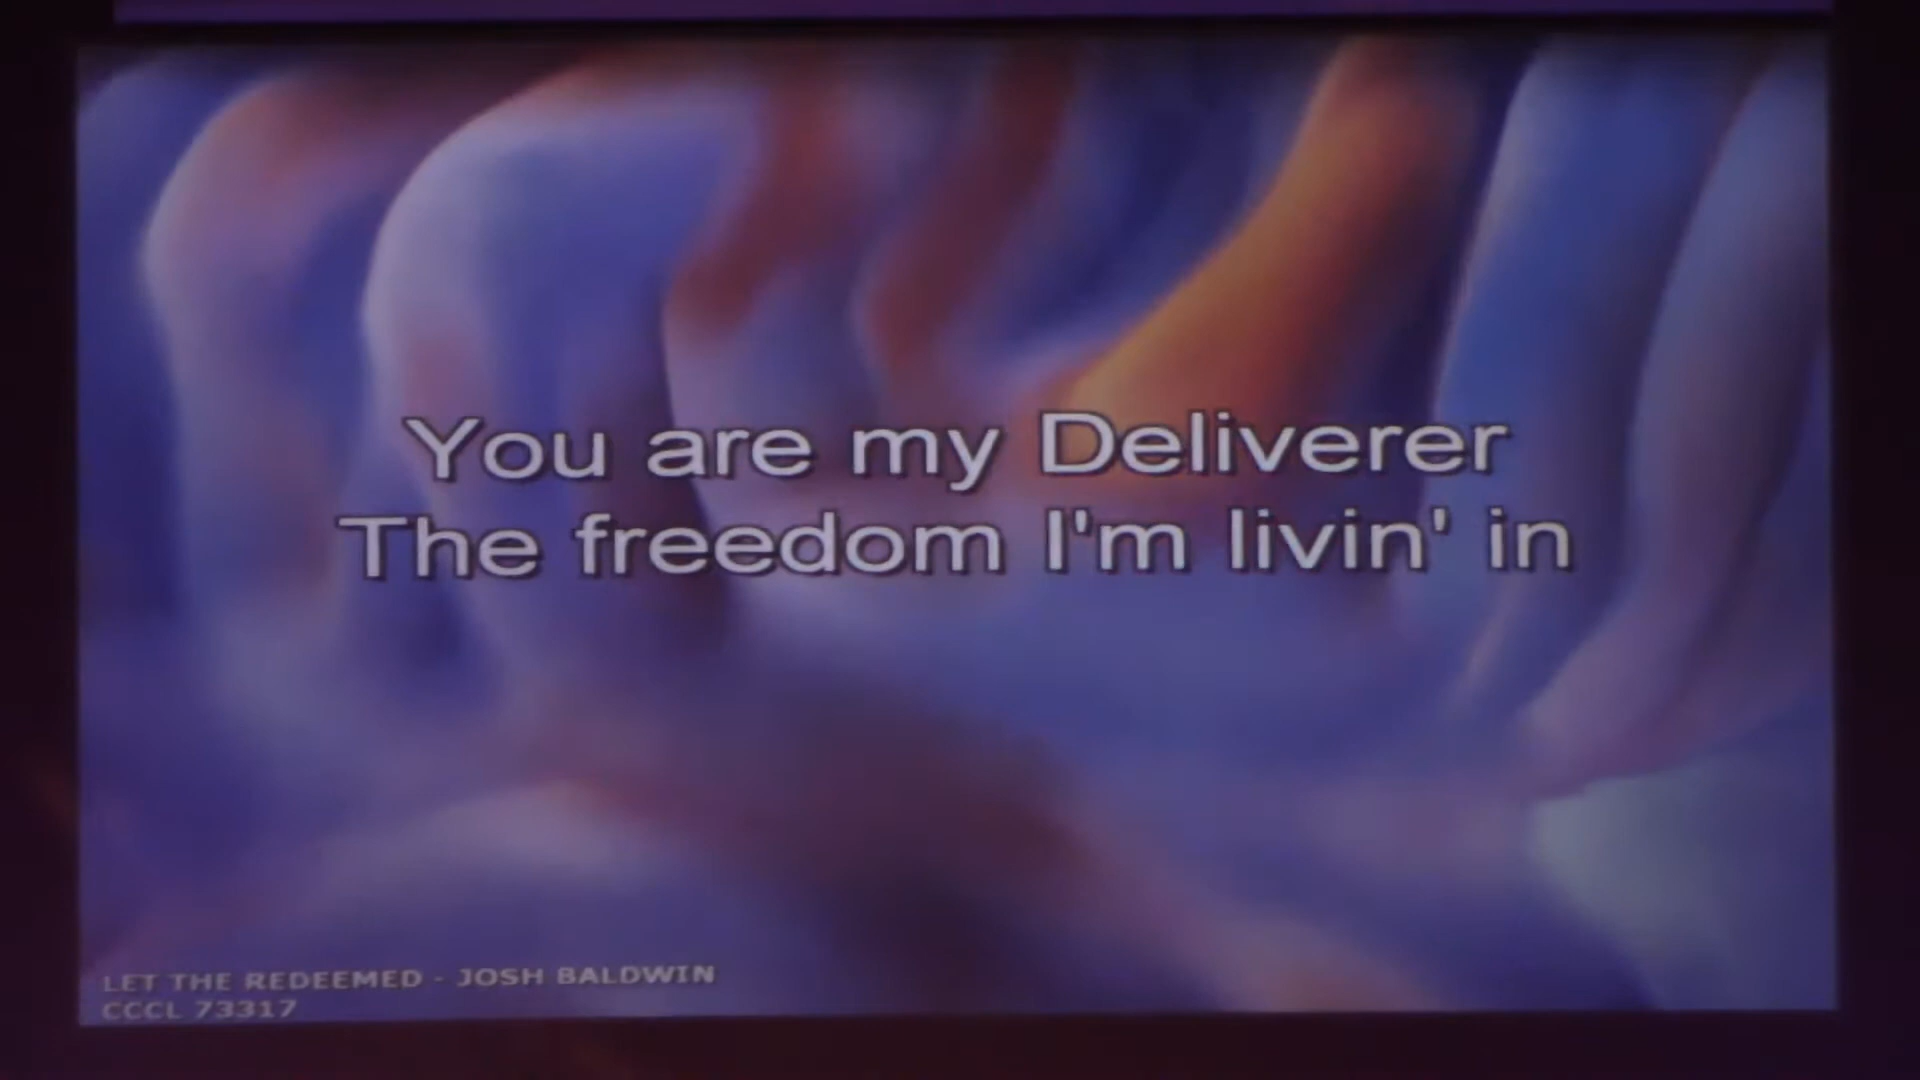 You are my Deliverer
The freedom I'm livin' in
LET THE REDEEMED - JOSH BALDWIN
CCCL 73317